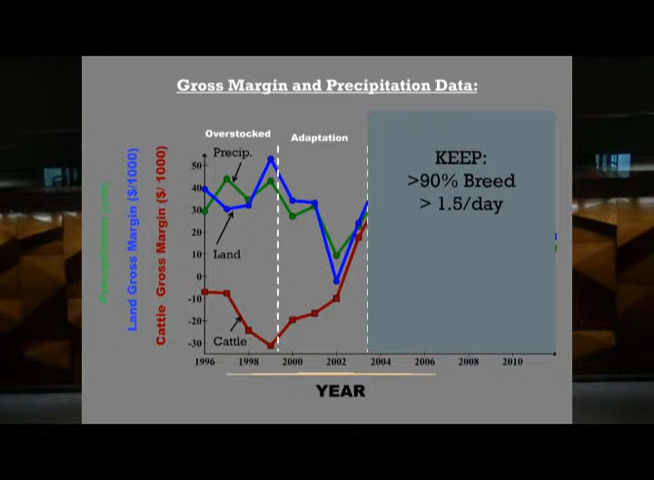 Gross Margin and Precipitation Data:
Overstocked
Adaptation
Precip.
Land
Cattle
KEEP:
>90% Breed
> 1.5/day
Land Gross Margin ($/1000)
Cattle Gross Margin ($/ 1000)
50
40
30
20
10
0
-10
-20
-30
1996
1998
2000
2002
2004
2006
2008
2010
YEAR